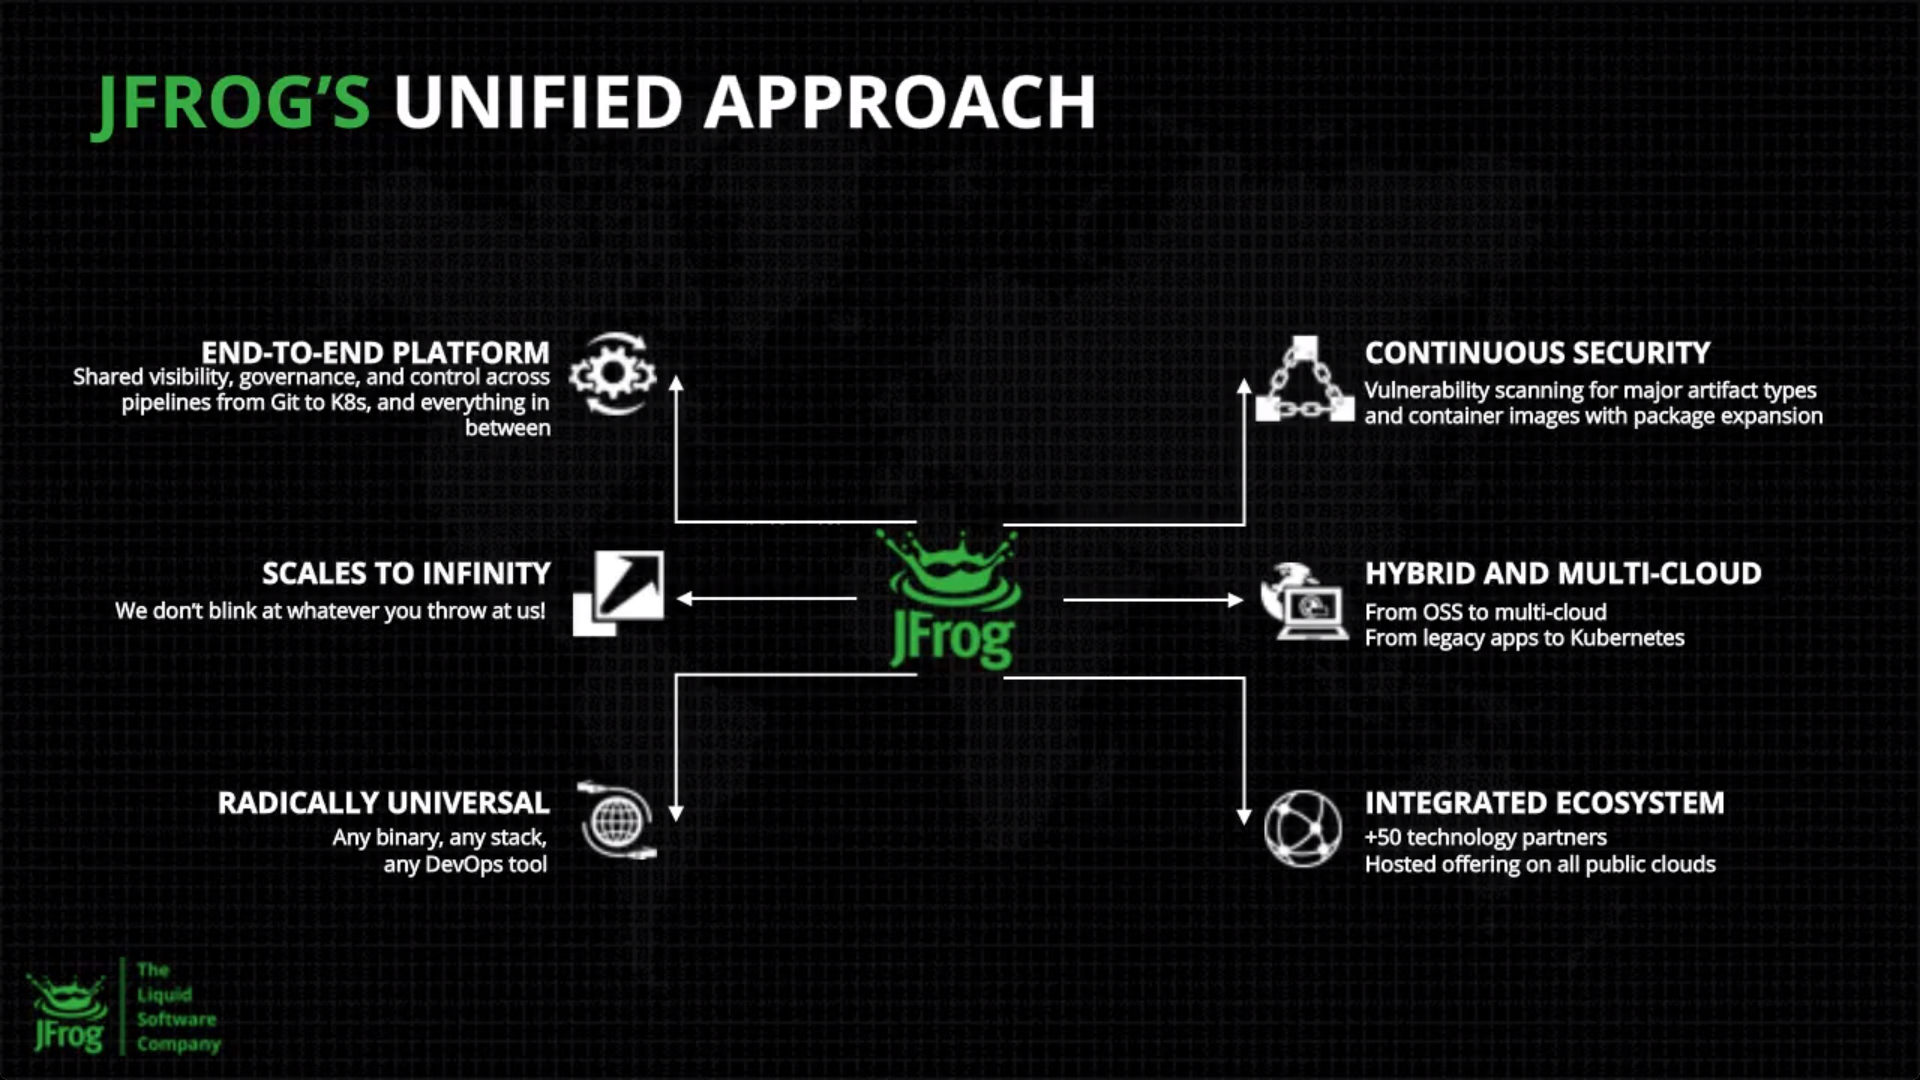 JFROG’S UNIFIED APPROACH
END-TO-END PLATFORM
Shared visibility, governance, and control across
pipelines from Git to K8s, and everything in
between
SCALES TO INFINITY
We don’t blink at whatever you throw at us!
RADICALLY UNIVERSAL
Any binary, any stack,
any DevOps tool
JFrog
CONTINUOUS SECURITY
Vulnerability scanning for major artifact types
and container images with package expansion
HYBRID AND MULTI-CLOUD
From OSS to multi-cloud
From legacy apps to Kubernetes
INTEGRATED ECOSYSTEM
+50 technology partners
Hosted offering on all public clouds
JFrog
The
Liquid
Software
Company